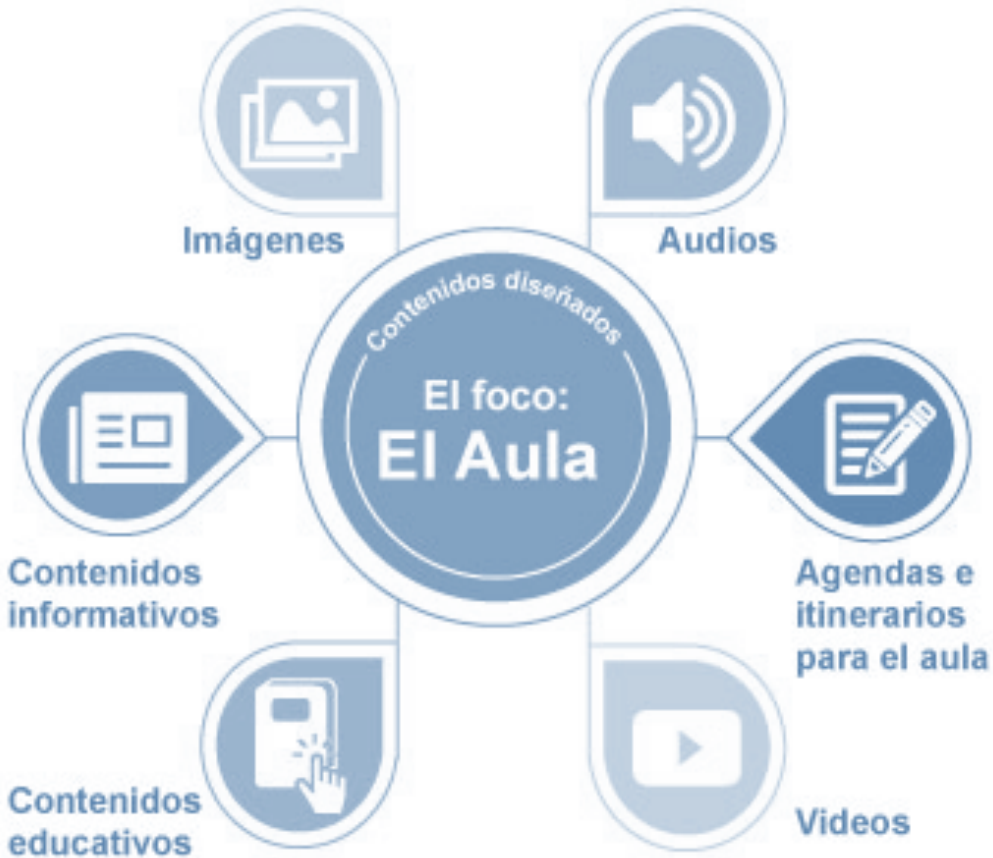 Imágenes
Audios
Contenidos diseñados
El foco:
El Aula
Contenidos
informativos
Agendas e
itinerarios
para el aula
Contenidos
educativos
Videos